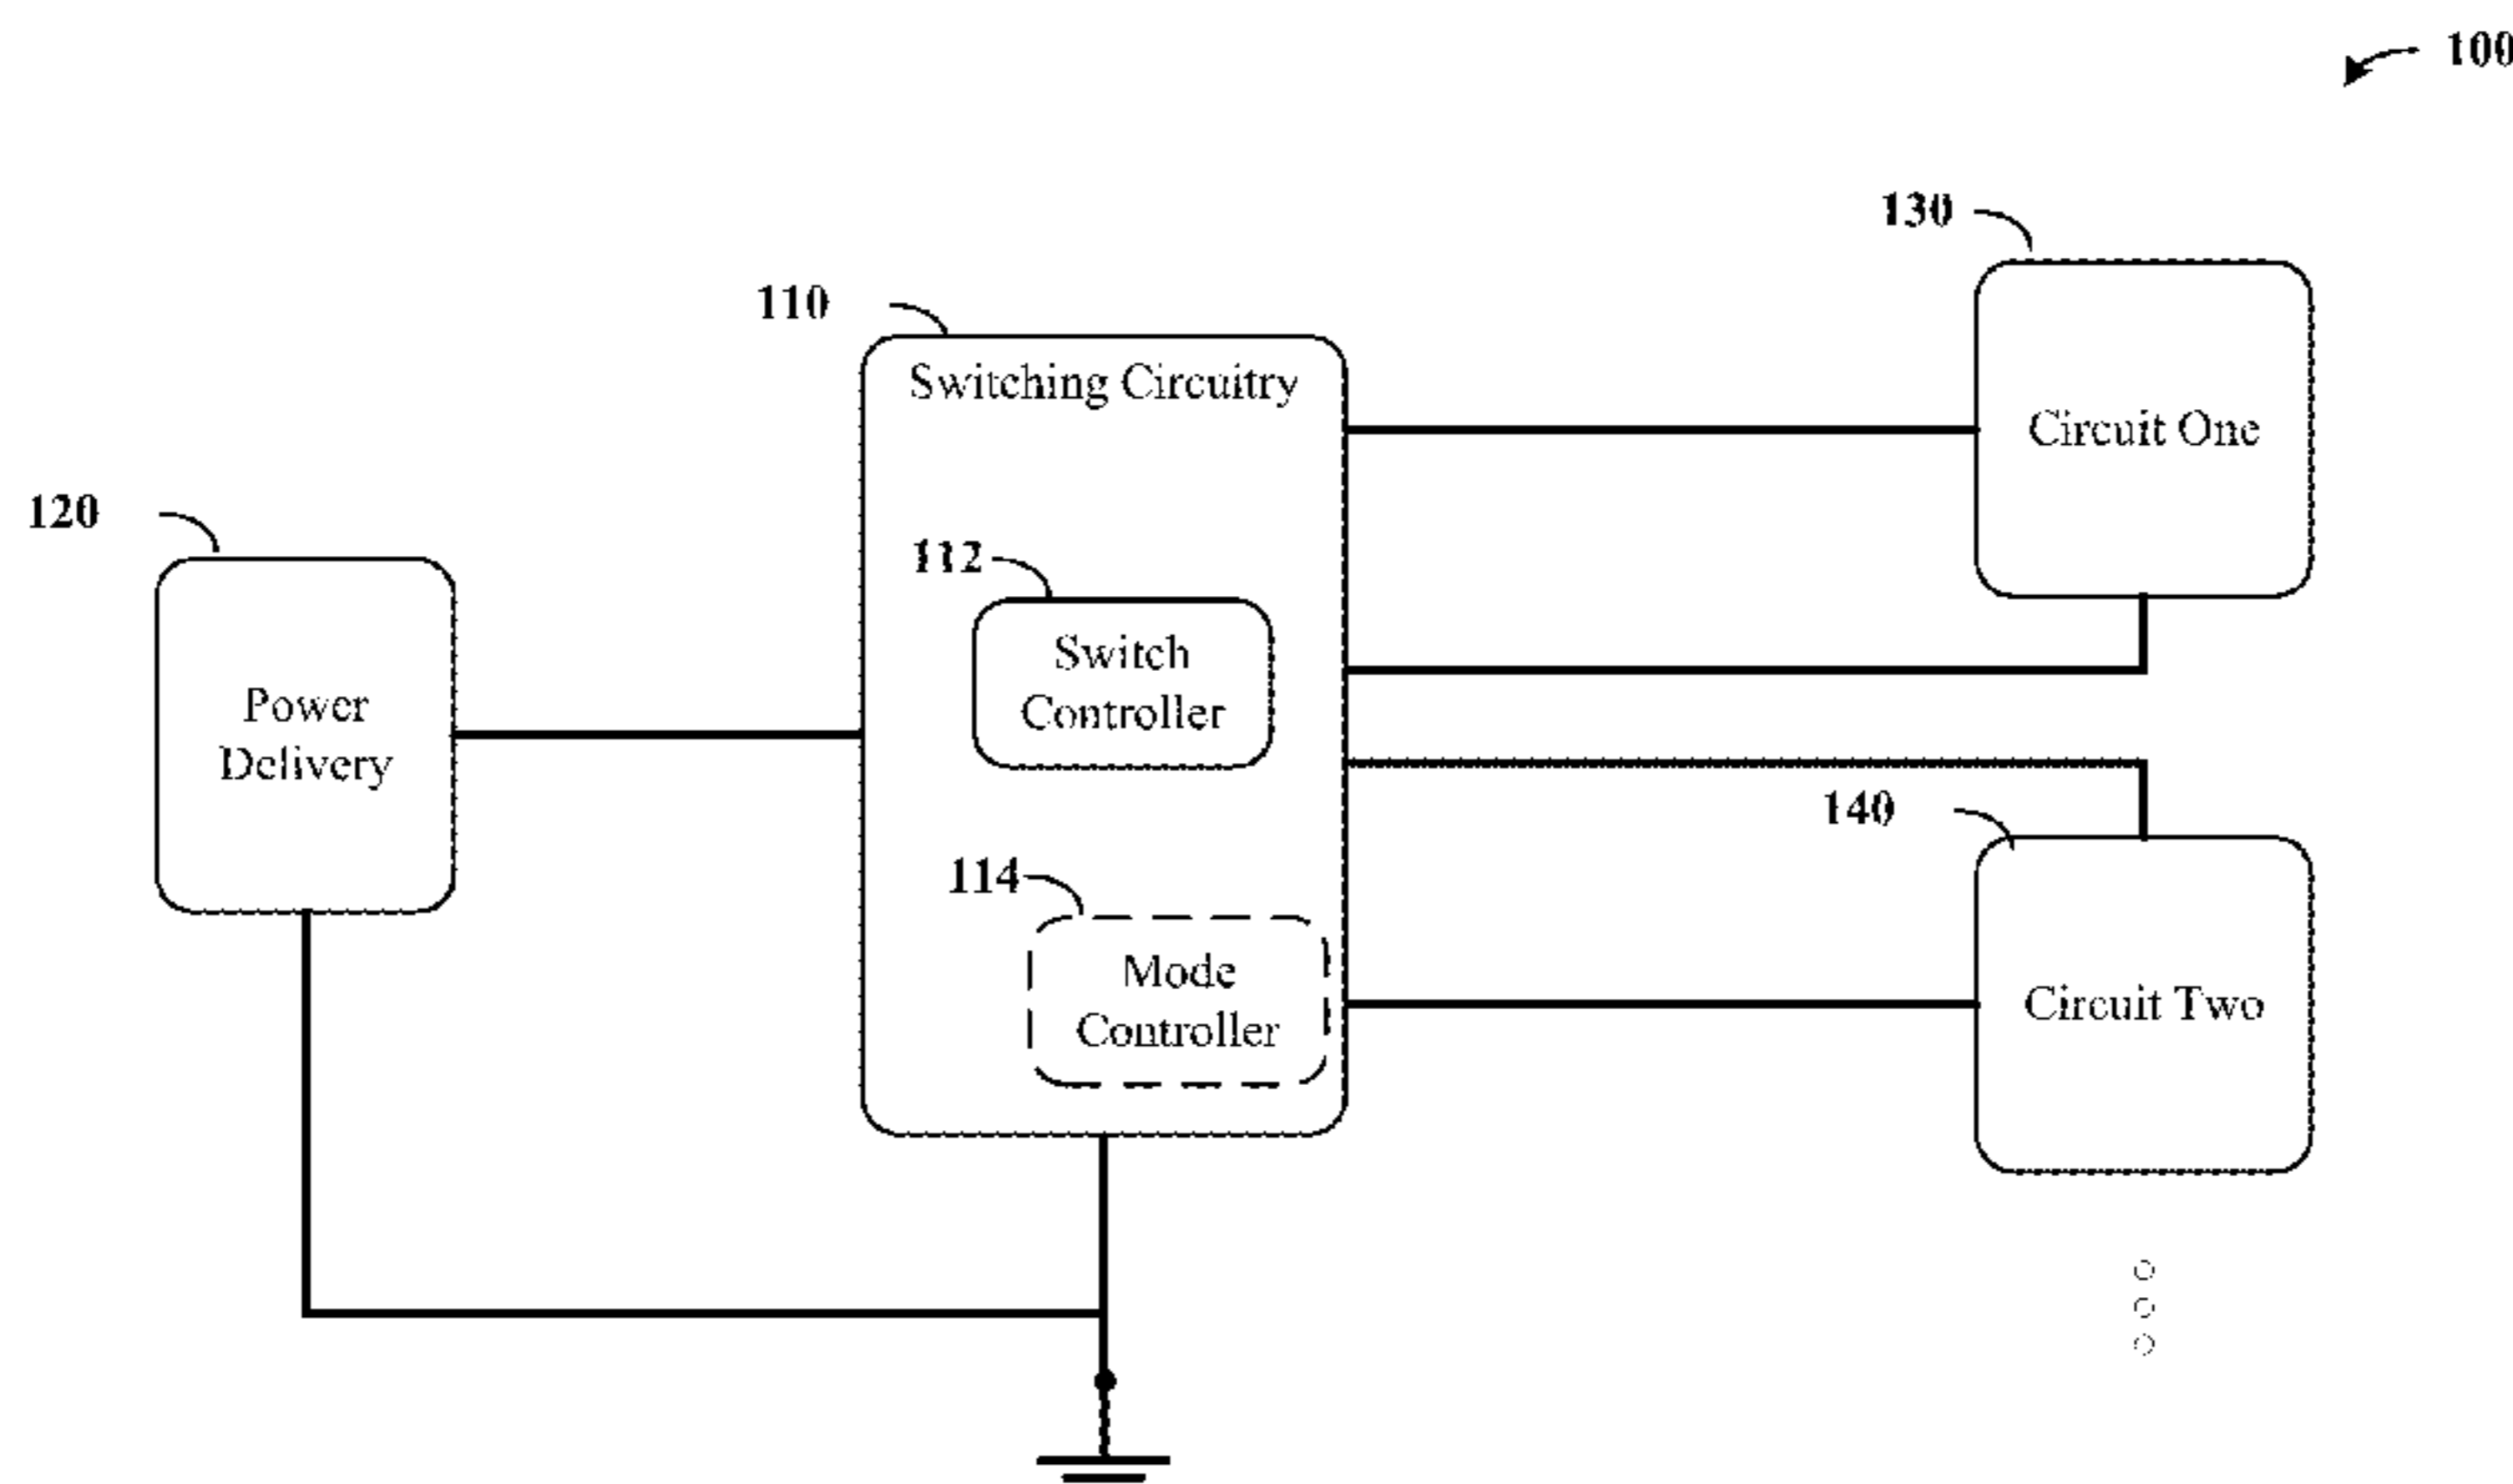 100
130
110
Switching Circuitry
Circuit One
120
112
Switch
Controller
Power
Delivery
140
114
Mode
Controller
Circuit Two